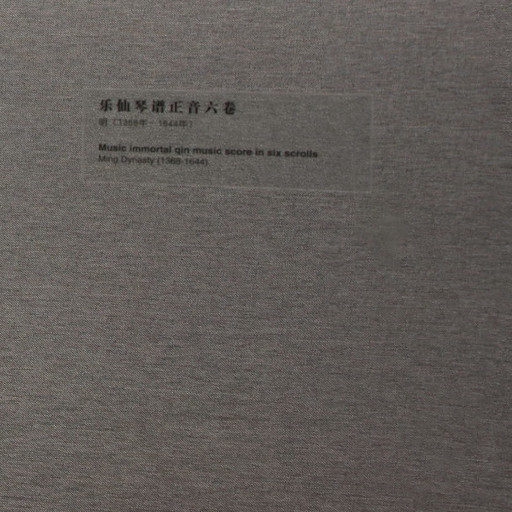 乐仙琴谱正音六卷
明（1368年－1644年）
Music immortal qin music score in six scrolls
Ming Dynasty (1368-1644)